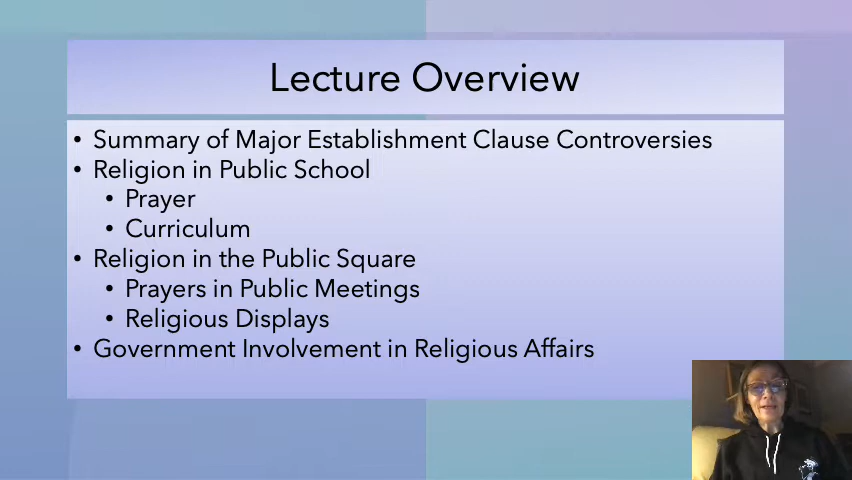 Lecture Overview
• Summary of Major Establishment Clause Controversies
• Religion in Public School
• Prayer
• Curriculum
• Religion in the Public Square
• Prayers in Public Meetings
• Religious Displays
• Government Involvement in Religious Affairs